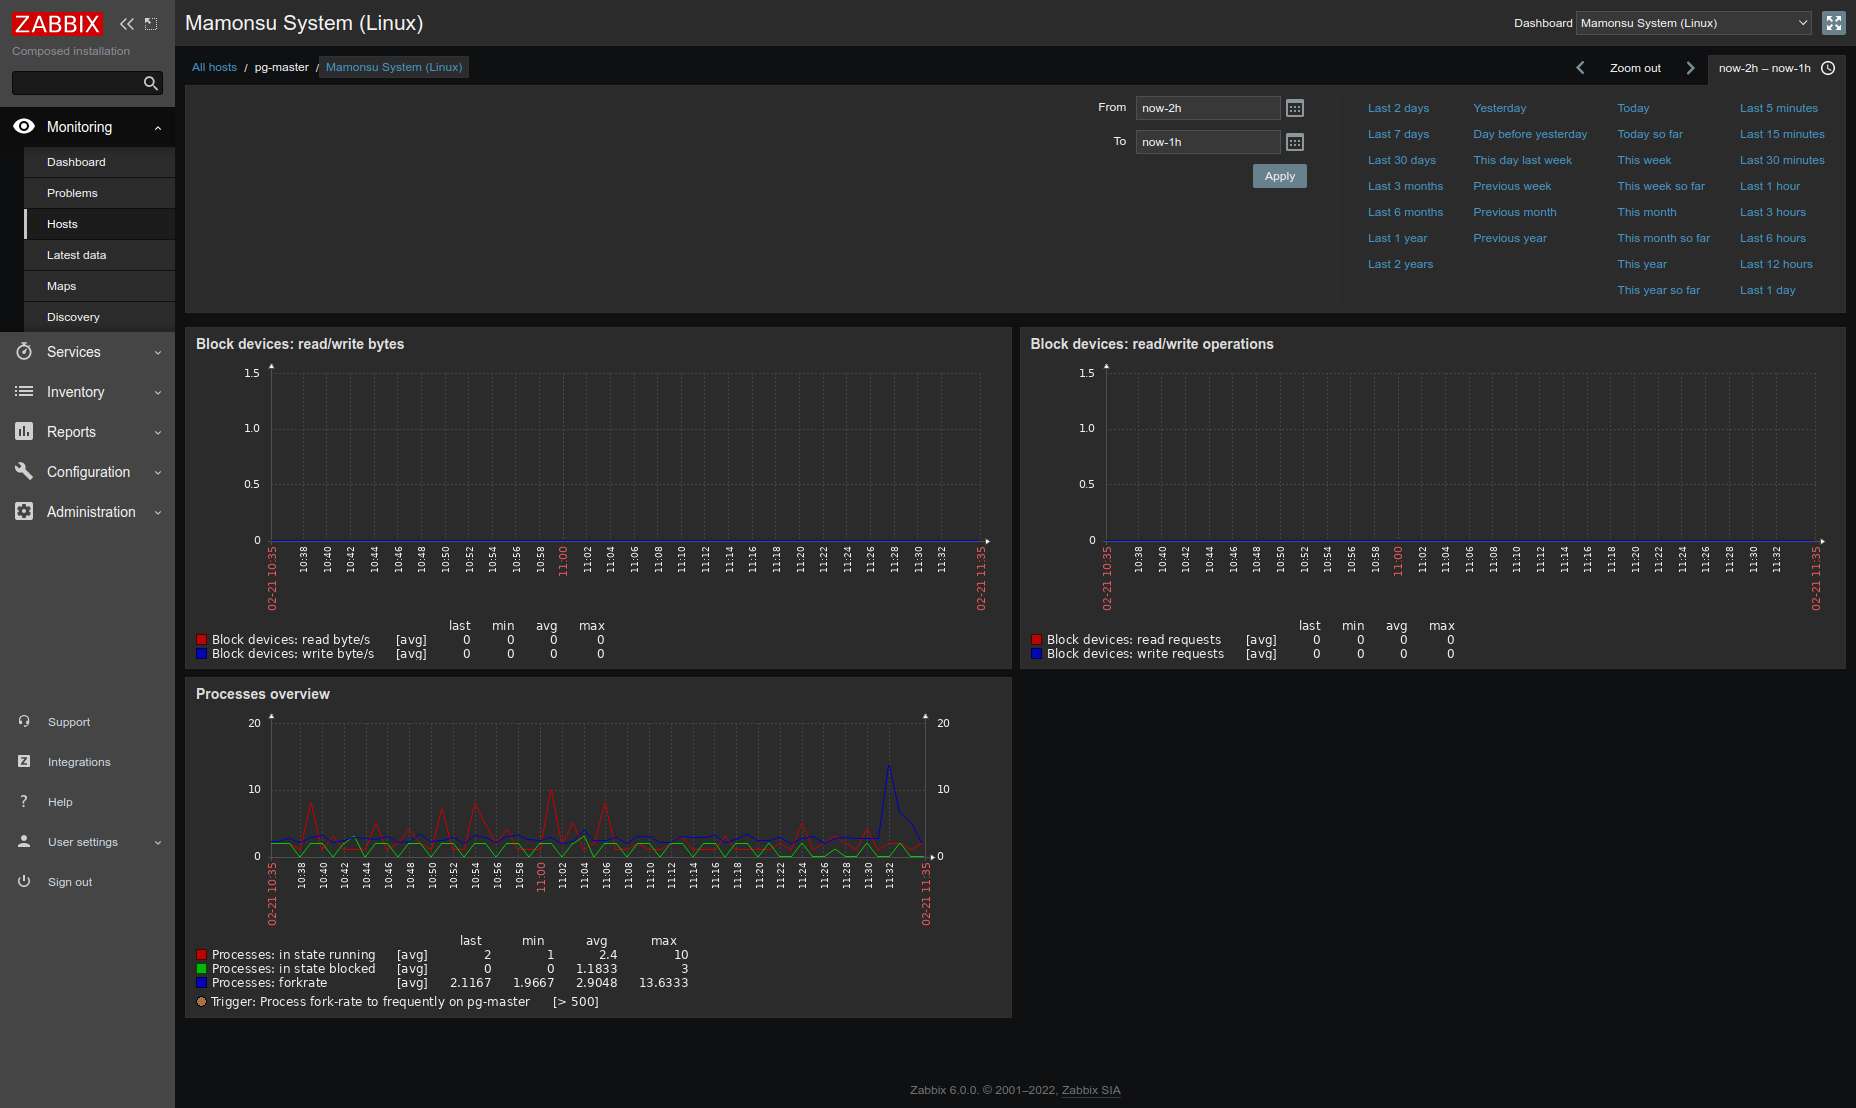 ZABBIX
Composed installation
Monitoring
Dashboard
Problems
Hosts
Latest data
Maps
Discovery
Services
Inventory
Reports
Configuration
Administration
Support
Integrations
Help
User settings
Sign out
Mamonsu System (Linux)
Dashboard Mamonsu System (Linux)
All hosts / pg-master / Mamonsu System (Linux)
Zoom out now-2h – now-1h
From now-2h
To now-1h
Apply
Last 2 days Yesterday Today Last 5 minutes
Last 7 days Day before yesterday Today so far Last 15 minutes
Last 30 days This day last week This week Last 30 minutes
Last 3 months Previous week This week so far Last 1 hour
Last 6 months Previous month This month Last 3 hours
Last 1 year Previous year This month so far Last 6 hours
Last 2 years This year Last 12 hours
This year so far Last 1 day
Block devices: read/write bytes
1.5
1.0
0.5
0
02-21 10:35 10:38 10:40 10:42 10:44 10:46 10:48 10:50 10:52 10:54 10:56 10:58 11:00 11:02 11:04 11:06 11:08 11:10 11:12 11:14 11:16 11:18 11:20 11:22 11:24 11:26 11:28 11:30 11:32 02-21 11:35
last min avg max
Block devices: read byte/s [avg] 0 0 0 0
Block devices: write byte/s [avg] 0 0 0 0
Block devices: read/write operations
1.5
1.0
0.5
0
02-21 10:35 10:38 10:40 10:42 10:44 10:46 10:48 10:50 10:52 10:54 10:56 10:58 11:00 11:02 11:04 11:06 11:08 11:10 11:12 11:14 11:16 11:18 11:20 11:22 11:24 11:26 11:28 11:30 11:32 02-21 11:35
last min avg max
Block devices: read requests [avg] 0 0 0 0
Block devices: write requests [avg] 0 0 0 0
Processes overview
20 20
10 10
0 0
02-21 10:35 10:38 10:40 10:42 10:44 10:46 10:48 10:50 10:52 10:54 10:56 10:58 11:00 11:02 11:04 11:06 11:08 11:10 11:12 11:14 11:16 11:18 11:20 11:22 11:24 11:26 11:28 11:30 11:32 02-21 11:35
last min avg max
Processes: in state running [avg] 2 1 2.4 10
Processes: in state blocked [avg] 0 0 1.1833 3
Processes: forkrate [avg] 2.1167 1.9667 2.9048 13.6333
Trigger: Process fork-rate to frequently on pg-master [> 500]
Zabbix 6.0.0. © 2001–2022, Zabbix SIA